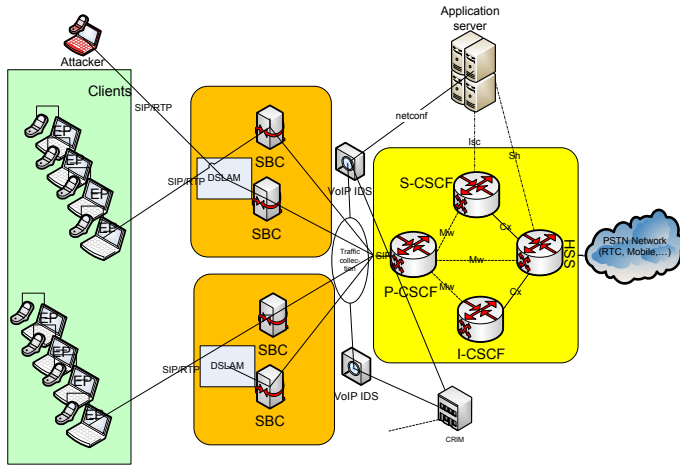 Application
server
Attacker
Clients
SIP/RTP
netconf
EP
EP
EP
EP
SBC
Isc
Sh
SIP/RTP
DSLAM
VoIP IDS
S-CSCF
SBC
Mw
Cx
Traffic
collec-
tion
SIP
Mw
HSS
PSTN Network
(RTC, Mobile,...)
P-CSCF
Mw
Cx
EP
EP
EP
EP
SBC
I-CSCF
DSLAM
SIP/RTP
SBC
VoIP IDS
CRIM